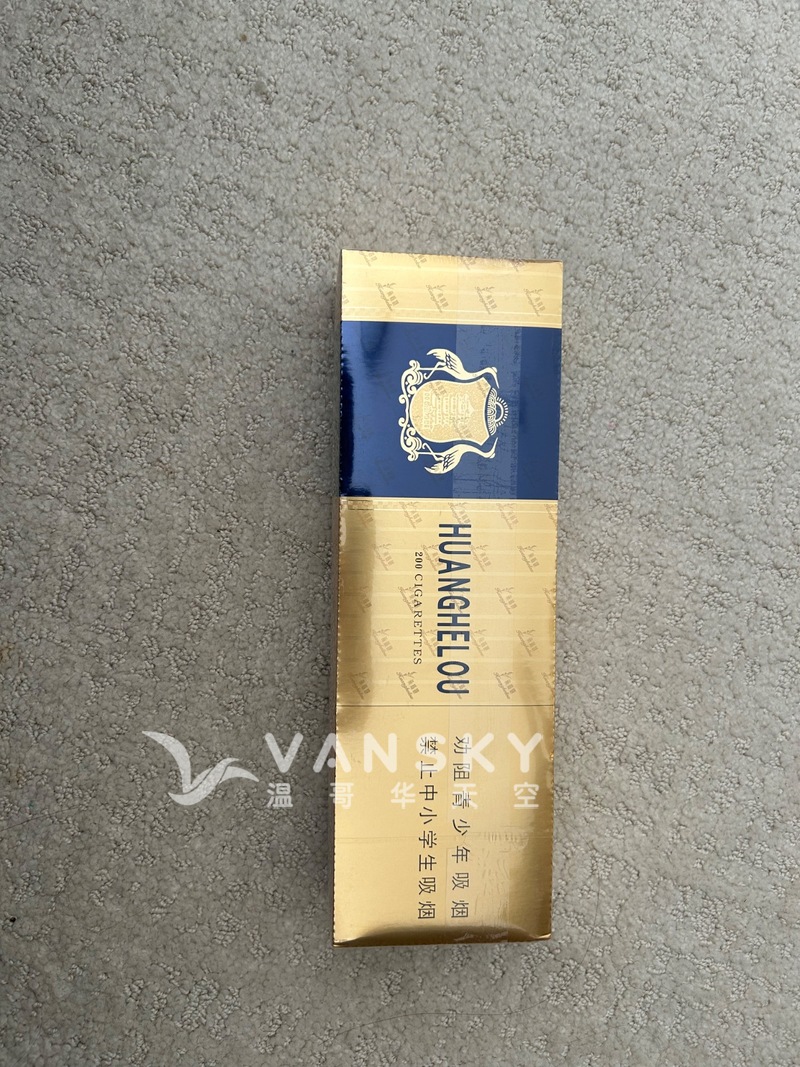 HUANGHELOU
200 CIGARETTES
劝阻青少年吸烟
禁止中小学生吸烟
VANSKY
温哥华天空